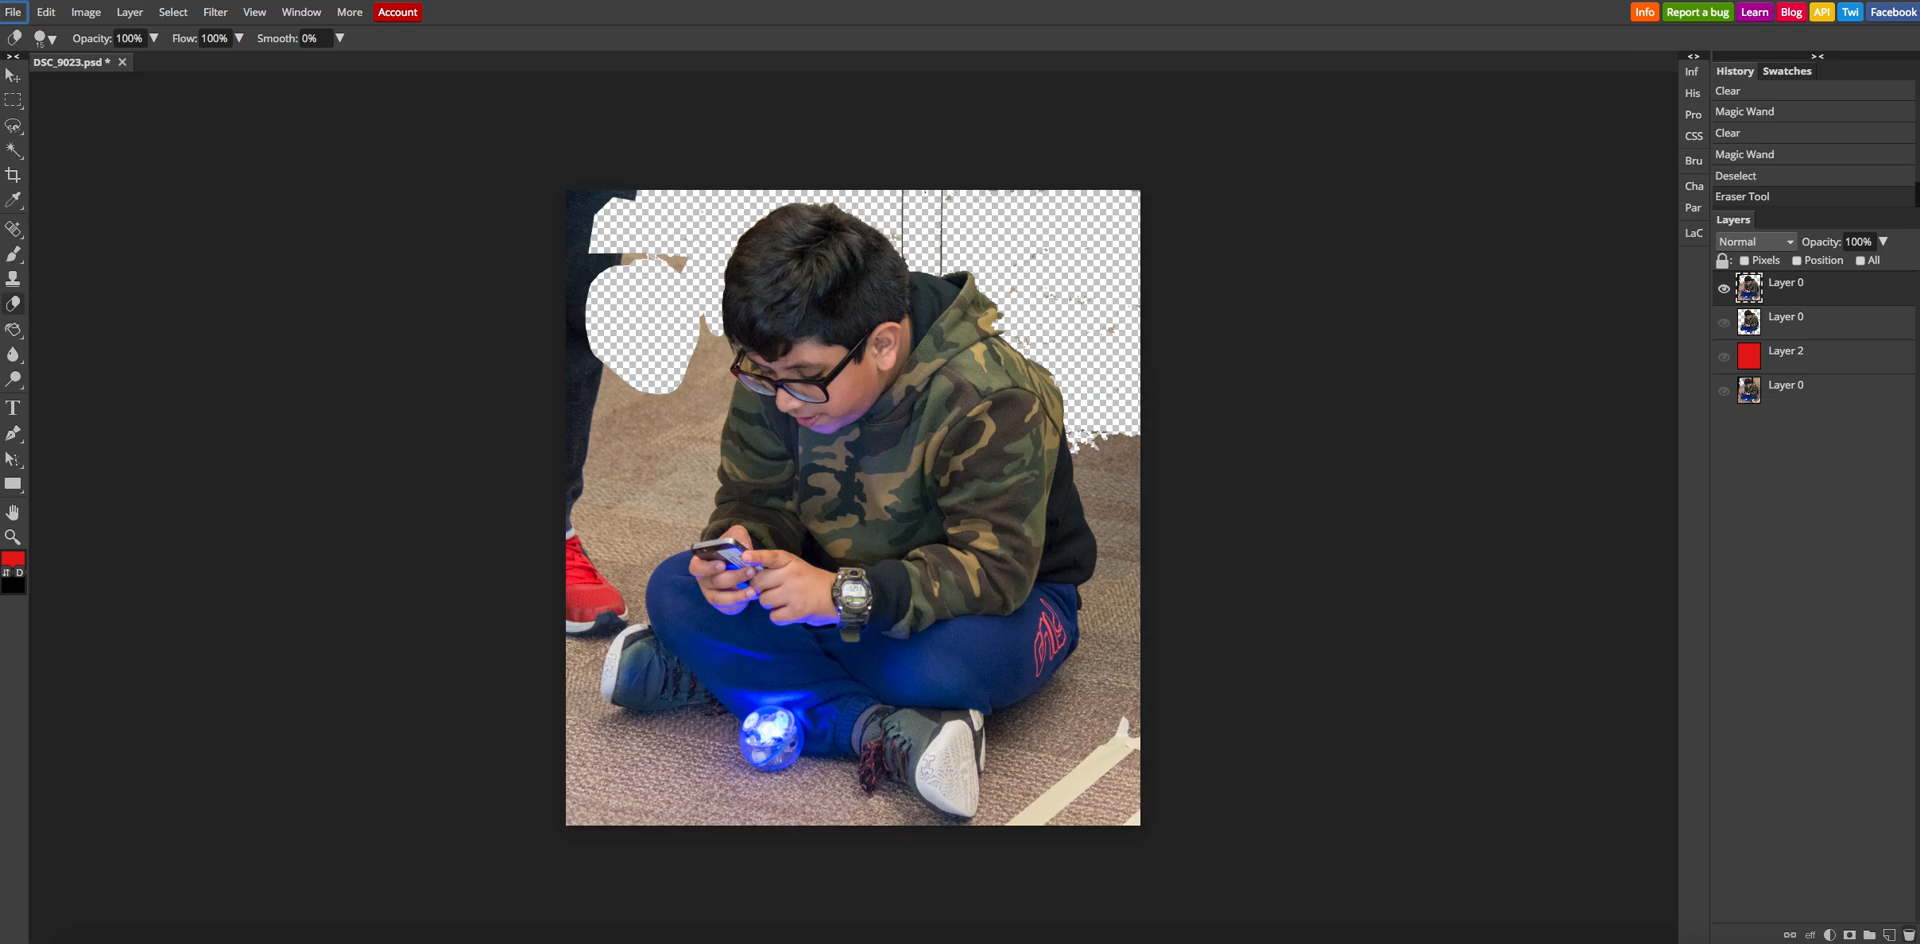 File Edit Image Layer Select Filter View Window More Account Info Report a bug Learn Blog API Twi Facebook
15 Opacity: 100% Flow: 100% Smooth: 0%
DSC_9023.psd *
Inf
His
Pro
CSS
Bru
Cha
Par
LaC
History Swatches
Clear
Magic Wand
Clear
Magic Wand
Deselect
Eraser Tool
Layers
Normal Opacity: 100%
: Pixels Position All
Layer 0
Layer 0
Layer 2
Layer 0
D
eff